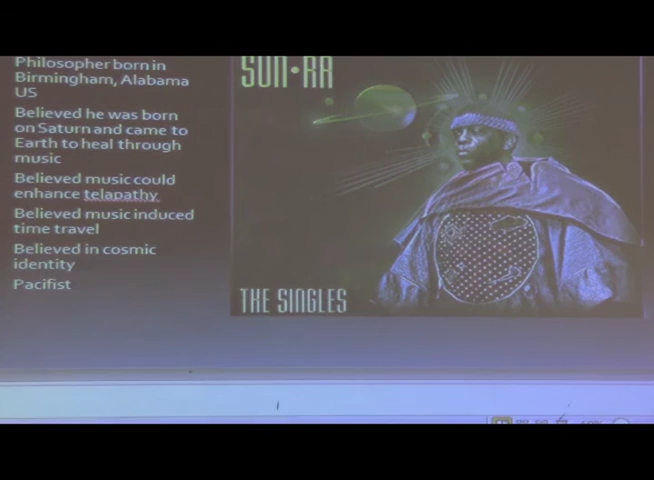 Philosopher born in
Birmingham, Alabama
US
Believed he was born
on Saturn and came to
Earth to heal through
music
Believed music could
enhance telapathy
Believed music induced
time travel
Believed in cosmic
identity
Pacifist
SUN•RA
THE SINGLES